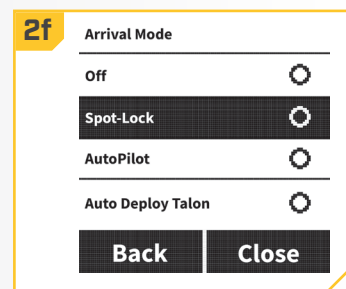 2f
Arrival Mode
Off
Spot-Lock
AutoPilot
Auto Deploy Talon
Back Close